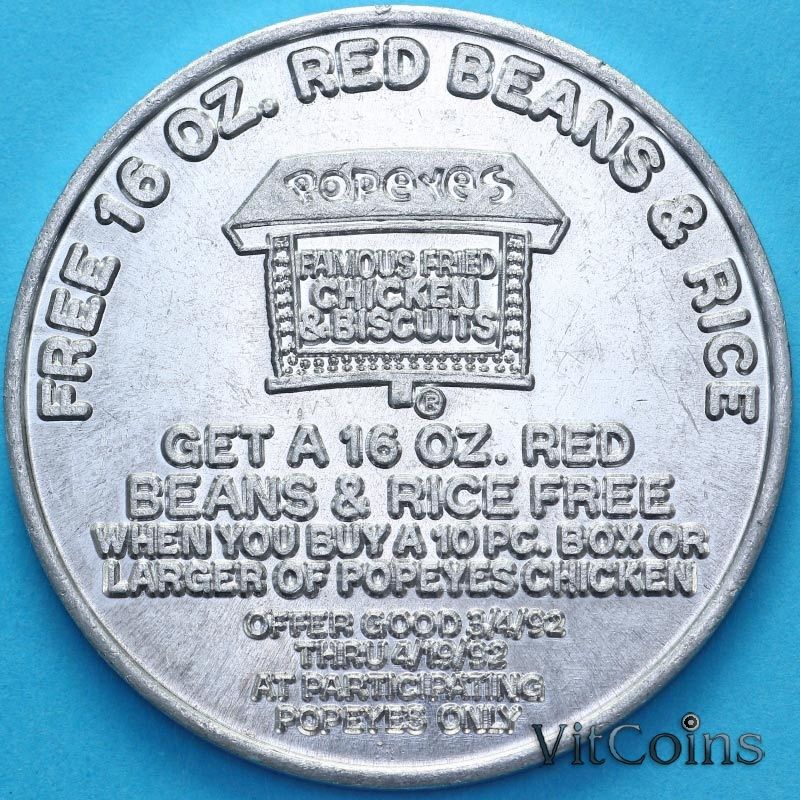 FREE 16 OZ. RED BEANS & RICE
POPEYES
FAMOUS FRIED
CHICKEN
& BISCUITS
®
GET A 16 OZ. RED
BEANS & RICE FREE
WHEN YOU BUY A 10 PC. BOX OR
LARGER OF POPEYES CHICKEN
OFFER GOOD 3/4/92
THRU 4/19/92
AT PARTICIPATING
POPEYES ONLY
VitCoins